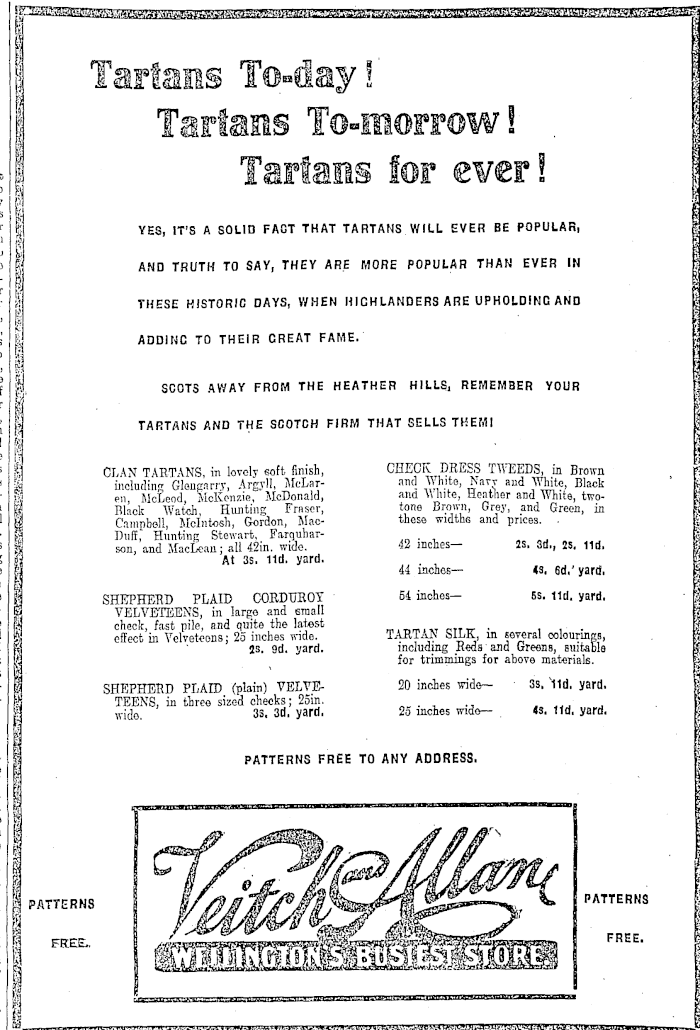 Tartans To-day!
Tartans To-morrow!
Tartans for ever!
YES, IT'S A SOLID FACT THAT TARTANS WILL EVER BE POPULAR,
AND TRUTH TO SAY, THEY ARE MORE POPULAR THAN EVER IN
THESE HISTORIC DAYS, WHEN HIGHLANDERS ARE UPHOLDING AND
ADDING TO THEIR GREAT FAME.
SCOTS AWAY FROM THE HEATHER HILLS, REMEMBER YOUR
TARTANS AND THE SCOTCH FIRM THAT SELLS THEM!
CLAN TARTANS, in lovely soft finish,
including Glengarry, Argyll, McLar-
en, McLeod, McKenzie, McDonald,
Black Watch, Hunting Fraser,
Campbell, McIntosh, Gordon, Mac-
Duff, Hunting Stewart, Farquhar-
son, and MacLean; all 42in. wide.
At 3s. 11d. yard.
SHEPHERD PLAID CORDUROY
VELVETEENS, in large and small
check, fast pile, and quite the latest
effect in Velveteens; 25 inches wide.
2s. 9d. yard.
SHEPHERD PLAID (plain) VELVE-
TEENS, in three sized checks; 25in.
wide. 3s. 3d. yard.
CHECK DRESS TWEEDS, in Brown
and White, Navy and White, Black
and White, Heather and White, two-
tone Brown, Grey, and Green, in
these widths and prices.
42 inches— 2s. 3d., 2s. 11d.
44 inches— 4s. 6d. yard.
54 inches— 5s. 11d. yard.
TARTAN SILK, in several colourings,
including Reds and Greens, suitable
for trimmings for above materials.
20 inches wide— 3s. 11d. yard.
25 inches wide— 4s. 11d. yard.
PATTERNS FREE TO ANY ADDRESS.
PATTERNS
FREE.
Veitch and Allan
WELLINGTON'S BUSIEST STORE.
PATTERNS
FREE.